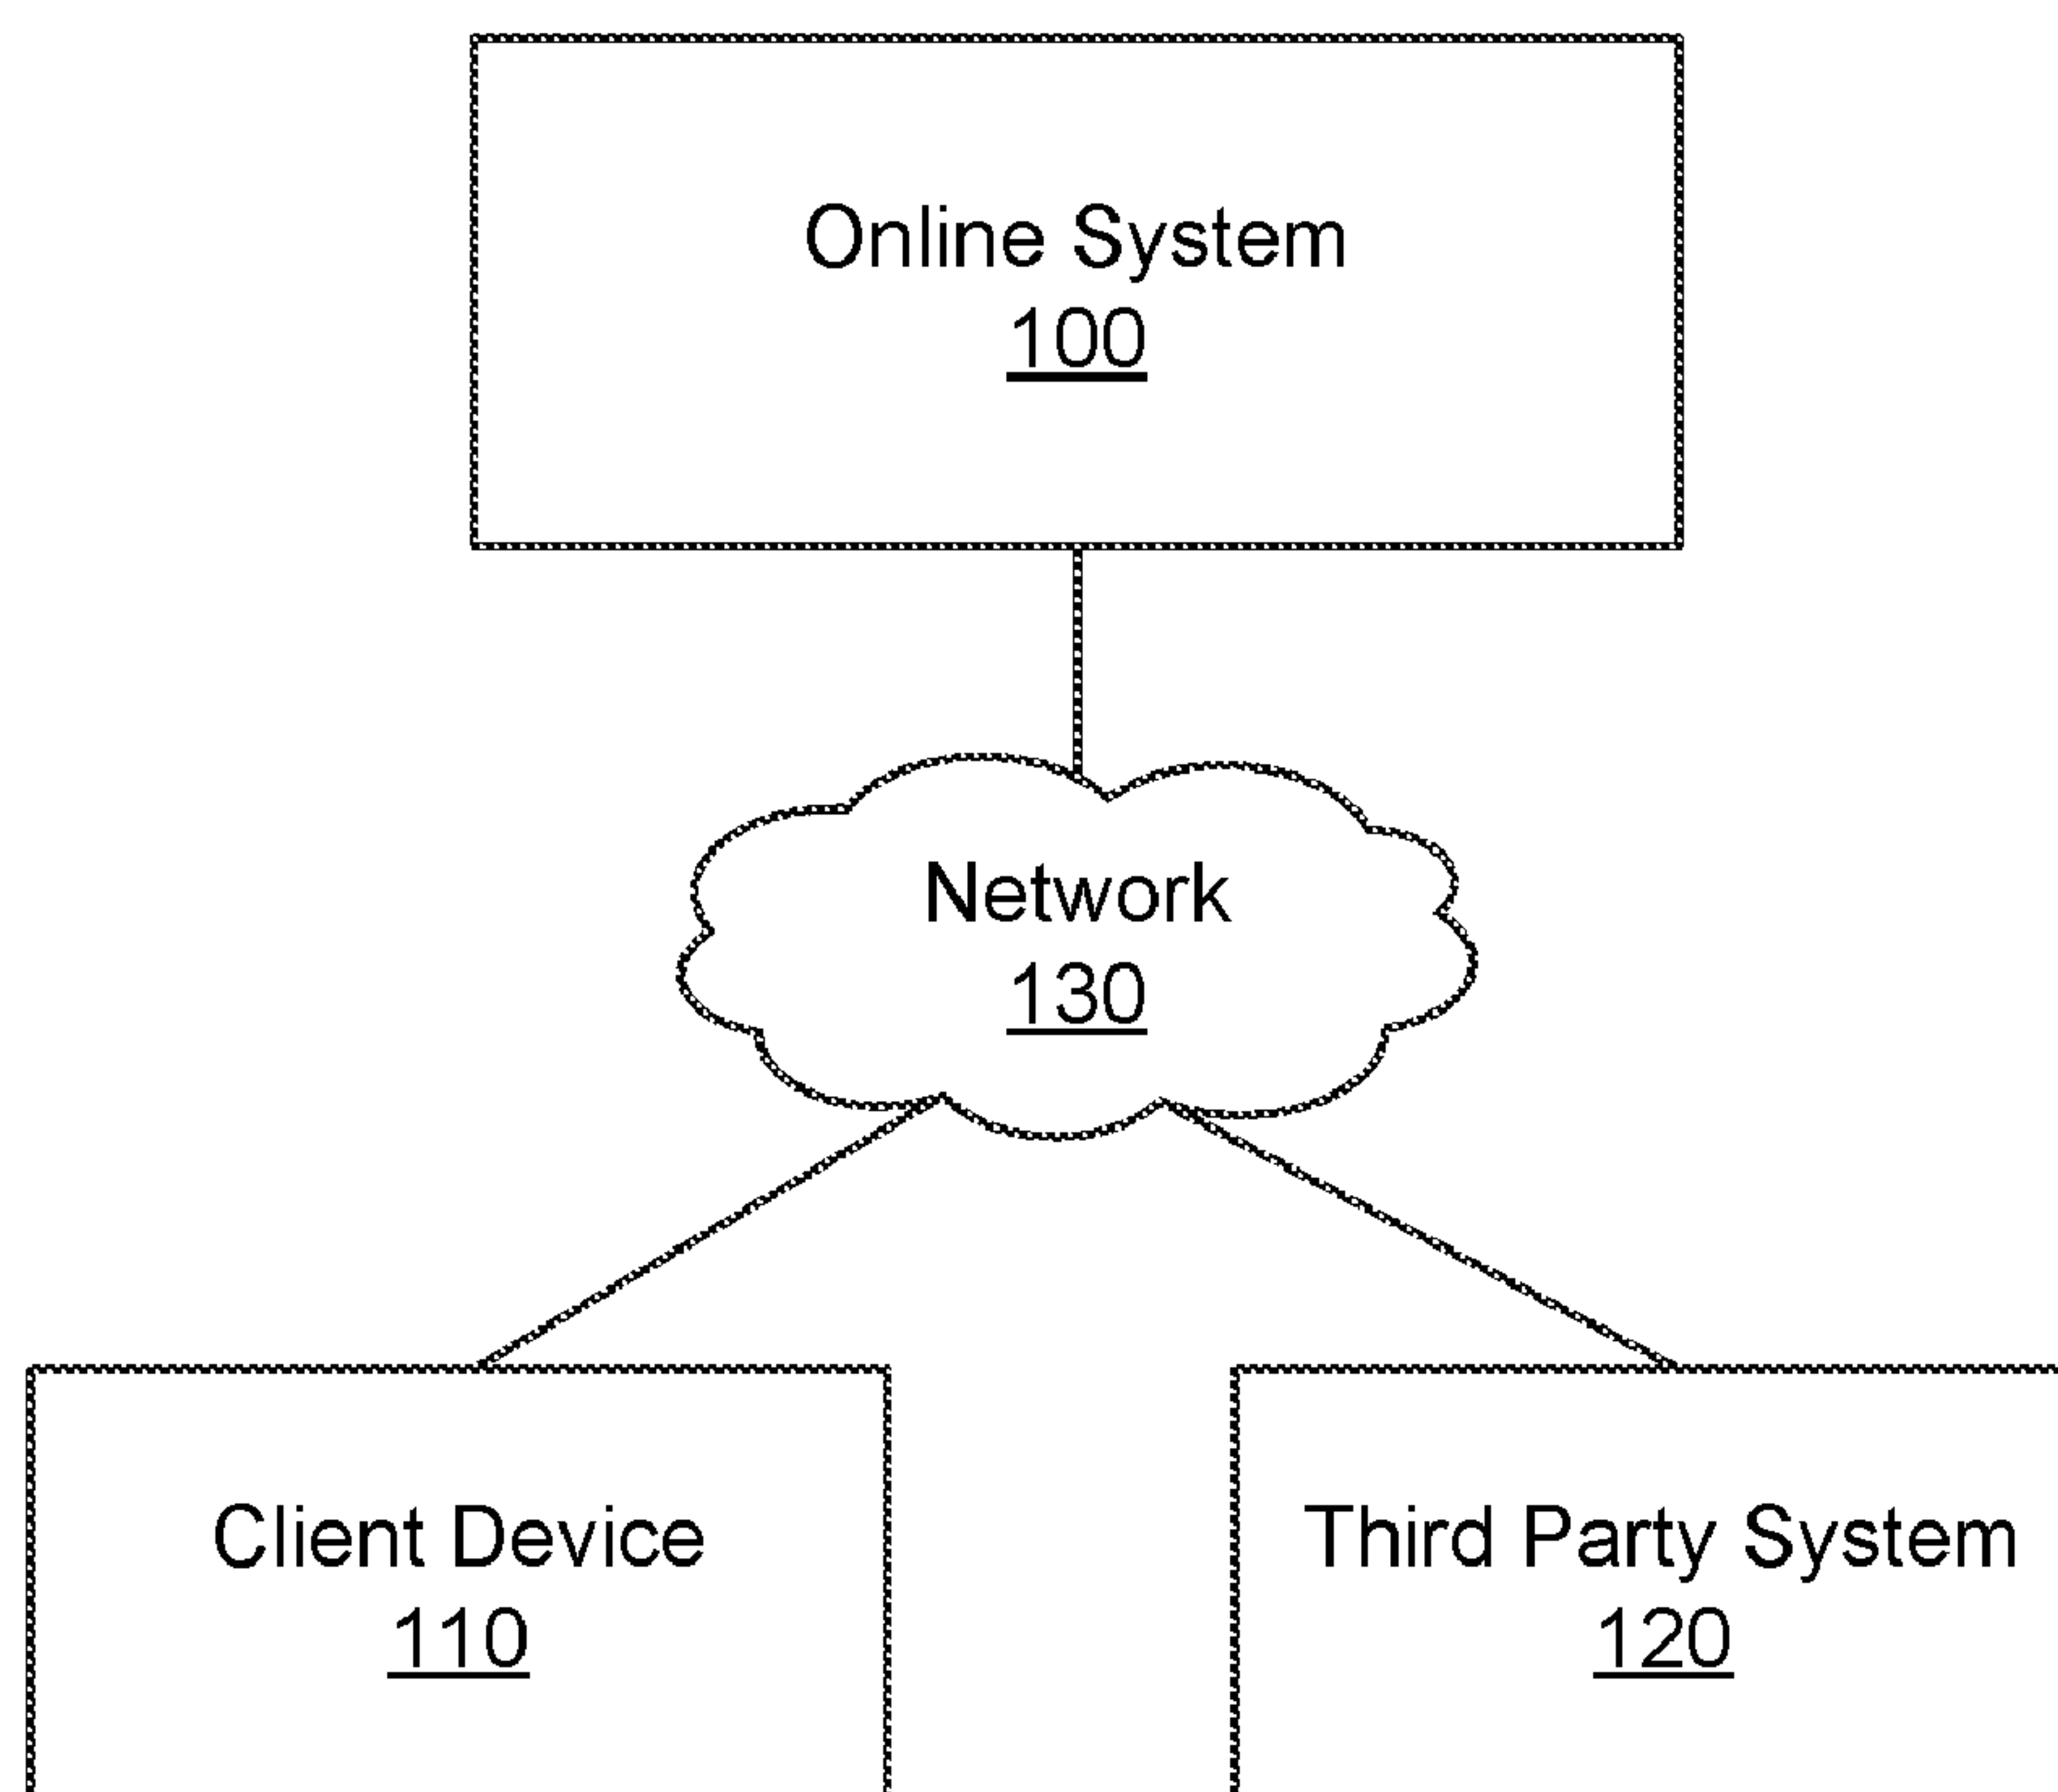 Online System
100
Network
130
Client Device
110
Third Party System
120